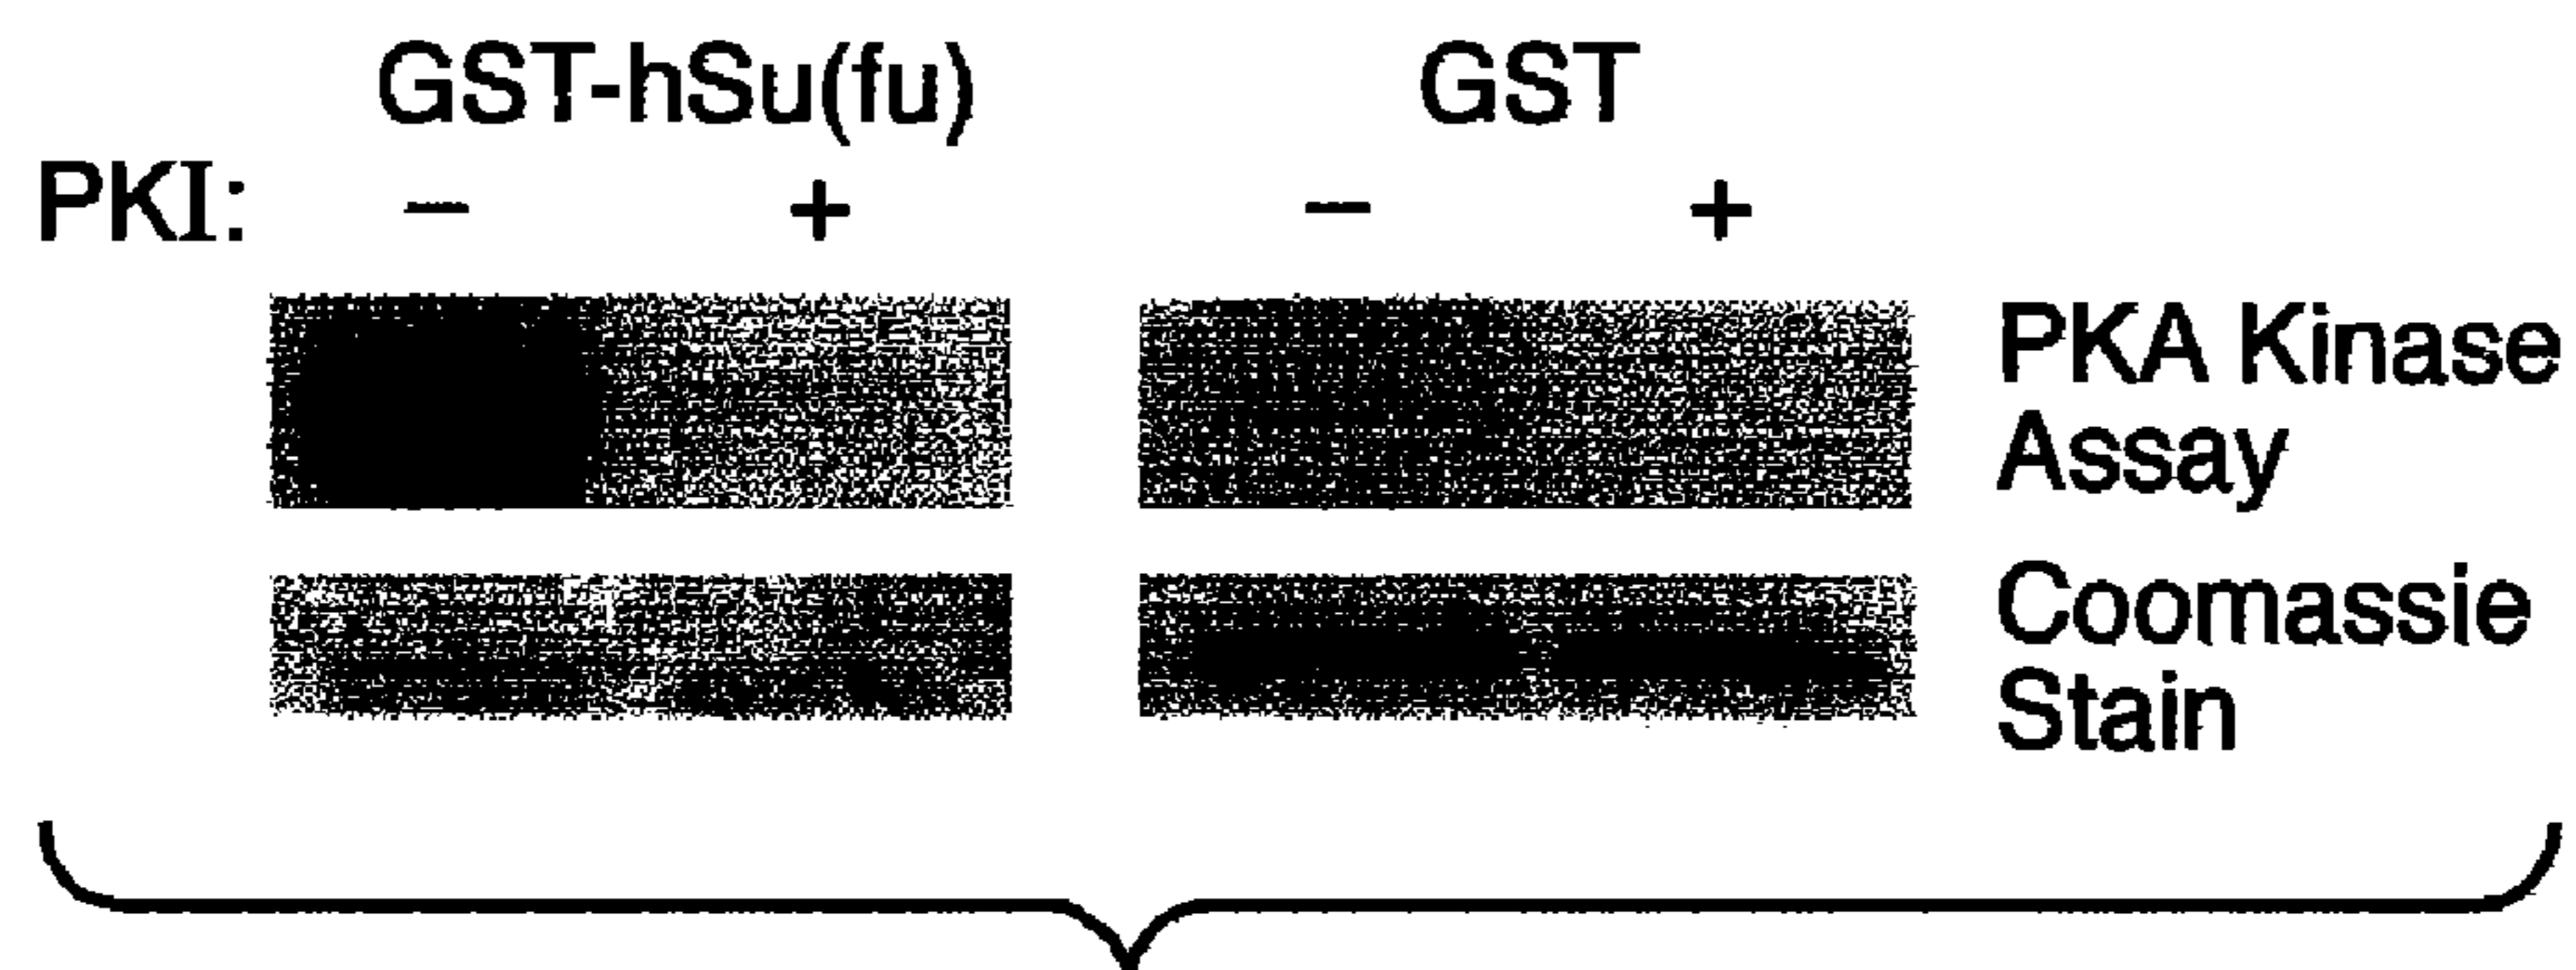 GST-hSu(fu) GST
PKI: – + – +
PKA Kinase
Assay
Coomassie
Stain